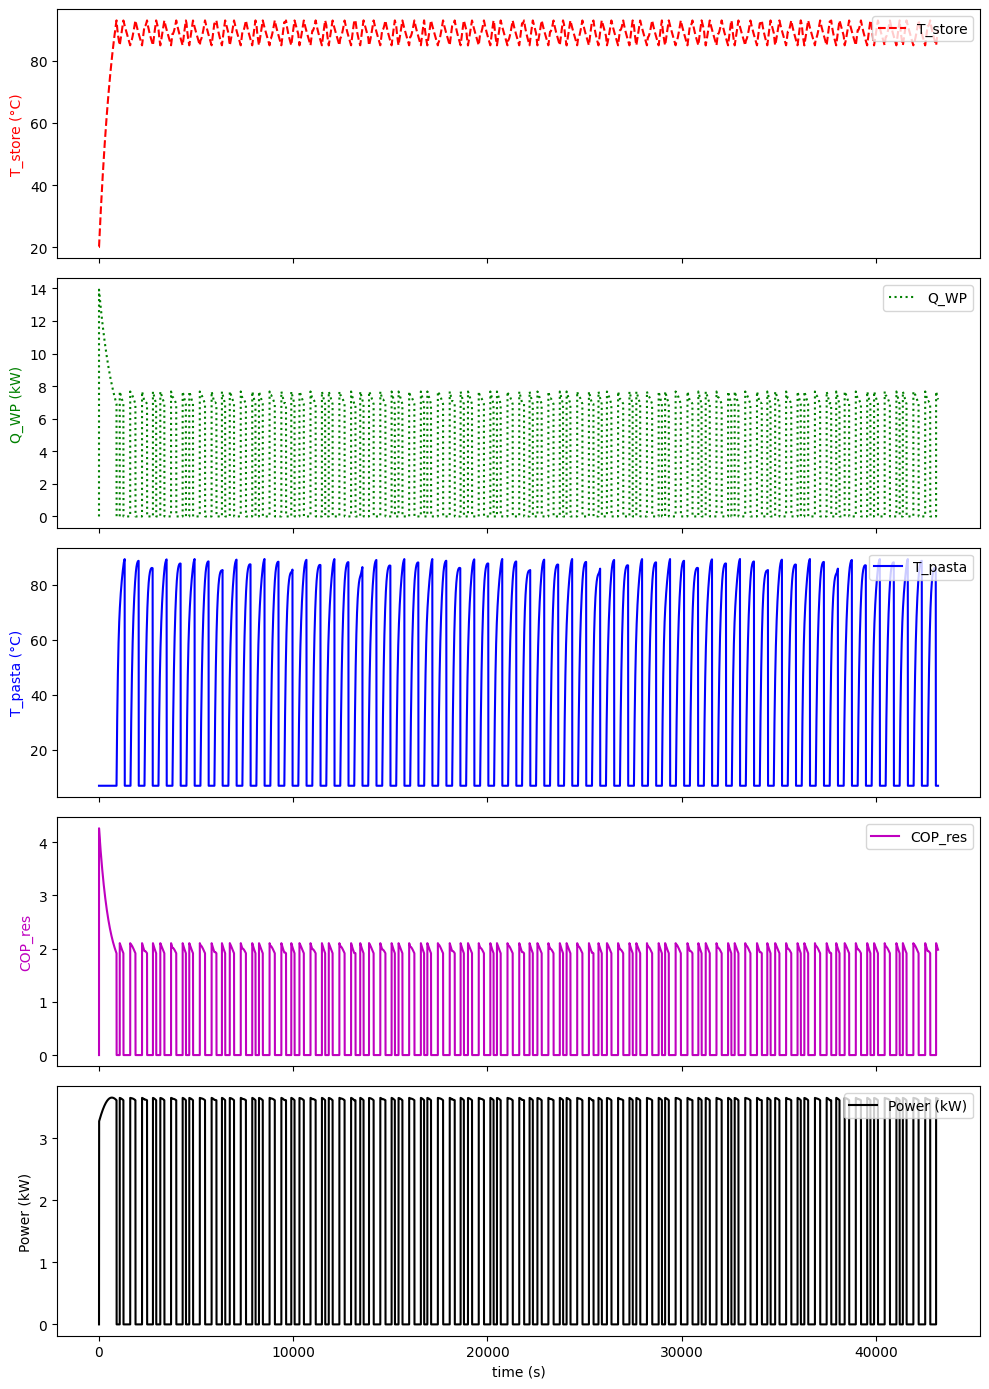 T_store (°C)
80
60
40
20
T_store
Q_WP (kW)
14
12
10
8
6
4
2
0
Q_WP
T_pasta (°C)
80
60
40
20
T_pasta
COP_res
4
3
2
1
0
COP_res
Power (kW)
3
2
1
0
Power (kW)
0 10000 20000 30000 40000
time (s)